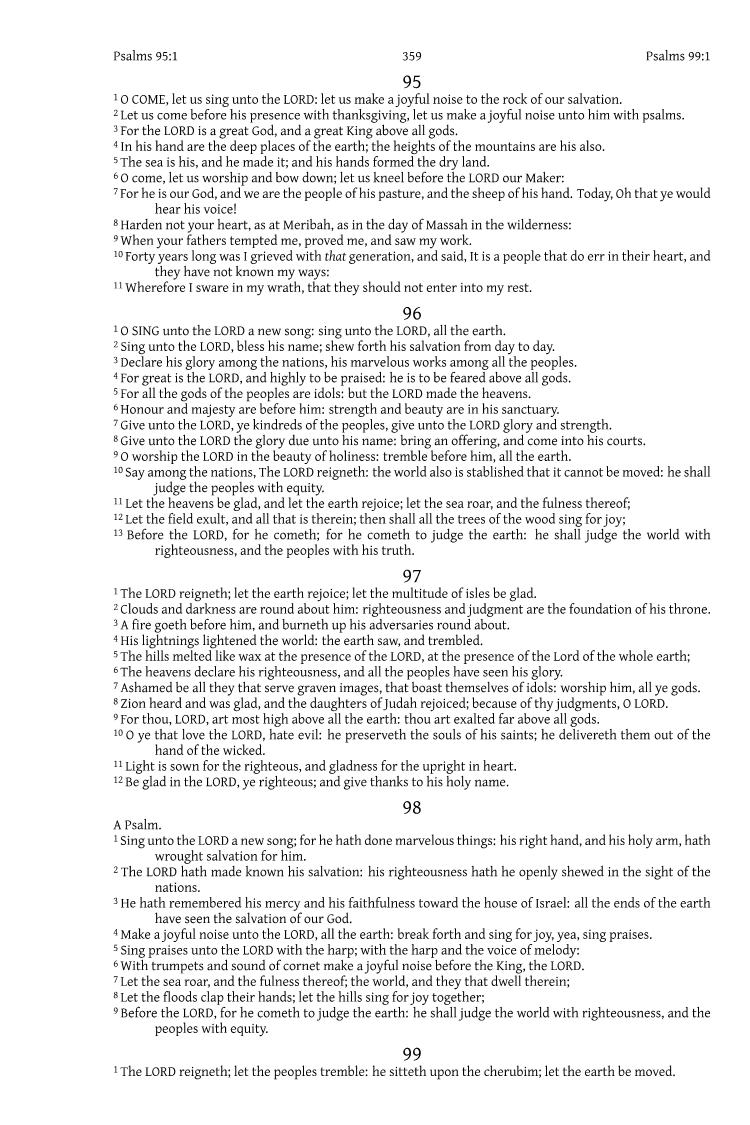 Psalms 95:1 359 Psalms 99:1
95
1 O COME, let us sing unto the LORD: let us make a joyful noise to the rock of our salvation.
2 Let us come before his presence with thanksgiving, let us make a joyful noise unto him with psalms.
3 For the LORD is a great God, and a great King above all gods.
4 In his hand are the deep places of the earth; the heights of the mountains are his also.
5 The sea is his, and he made it; and his hands formed the dry land.
6 O come, let us worship and bow down; let us kneel before the LORD our Maker:
7 For he is our God, and we are the people of his pasture, and the sheep of his hand. Today, Oh that ye would
hear his voice!
8 Harden not your heart, as at Meribah, as in the day of Massah in the wilderness:
9 When your fathers tempted me, proved me, and saw my work.
10 Forty years long was I grieved with that generation, and said, It is a people that do err in their heart, and
they have not known my ways:
11 Wherefore I sware in my wrath, that they should not enter into my rest.
96
1 O SING unto the LORD a new song: sing unto the LORD, all the earth.
2 Sing unto the LORD, bless his name; shew forth his salvation from day to day.
3 Declare his glory among the nations, his marvelous works among all the peoples.
4 For great is the LORD, and highly to be praised: he is to be feared above all gods.
5 For all the gods of the peoples are idols: but the LORD made the heavens.
6 Honour and majesty are before him: strength and beauty are in his sanctuary.
7 Give unto the LORD, ye kindreds of the peoples, give unto the LORD glory and strength.
8 Give unto the LORD the glory due unto his name: bring an offering, and come into his courts.
9 O worship the LORD in the beauty of holiness: tremble before him, all the earth.
10 Say among the nations, The LORD reigneth: the world also is stablished that it cannot be moved: he shall
judge the peoples with equity.
11 Let the heavens be glad, and let the earth rejoice; let the sea roar, and the fulness thereof;
12 Let the field exult, and all that is therein; then shall all the trees of the wood sing for joy;
13 Before the LORD, for he cometh; for he cometh to judge the earth: he shall judge the world with
righteousness, and the peoples with his truth.
97
1 The LORD reigneth; let the earth rejoice; let the multitude of isles be glad.
2 Clouds and darkness are round about him: righteousness and judgment are the foundation of his throne.
3 A fire goeth before him, and burneth up his adversaries round about.
4 His lightnings lightened the world: the earth saw, and trembled.
5 The hills melted like wax at the presence of the LORD, at the presence of the Lord of the whole earth;
6 The heavens declare his righteousness, and all the peoples have seen his glory.
7 Ashamed be all they that serve graven images, that boast themselves of idols: worship him, all ye gods.
8 Zion heard and was glad, and the daughters of Judah rejoiced; because of thy judgments, O LORD.
9 For thou, LORD, art most high above all the earth: thou art exalted far above all gods.
10 O ye that love the LORD, hate evil: he preserveth the souls of his saints; he delivereth them out of the
hand of the wicked.
11 Light is sown for the righteous, and gladness for the upright in heart.
12 Be glad in the LORD, ye righteous; and give thanks to his holy name.
98
A Psalm.
1 Sing unto the LORD a new song; for he hath done marvelous things: his right hand, and his holy arm, hath
wrought salvation for him.
2 The LORD hath made known his salvation: his righteousness hath he openly shewed in the sight of the
nations.
3 He hath remembered his mercy and his faithfulness toward the house of Israel: all the ends of the earth
have seen the salvation of our God.
4 Make a joyful noise unto the LORD, all the earth: break forth and sing for joy, yea, sing praises.
5 Sing praises unto the LORD with the harp; with the harp and the voice of melody:
6 With trumpets and sound of cornet make a joyful noise before the King, the LORD.
7 Let the sea roar, and the fulness thereof; the world, and they that dwell therein;
8 Let the floods clap their hands; let the hills sing for joy together;
9 Before the LORD, for he cometh to judge the earth: he shall judge the world with righteousness, and the
peoples with equity.
99
1 The LORD reigneth; let the peoples tremble: he sitteth upon the cherubim; let the earth be moved.